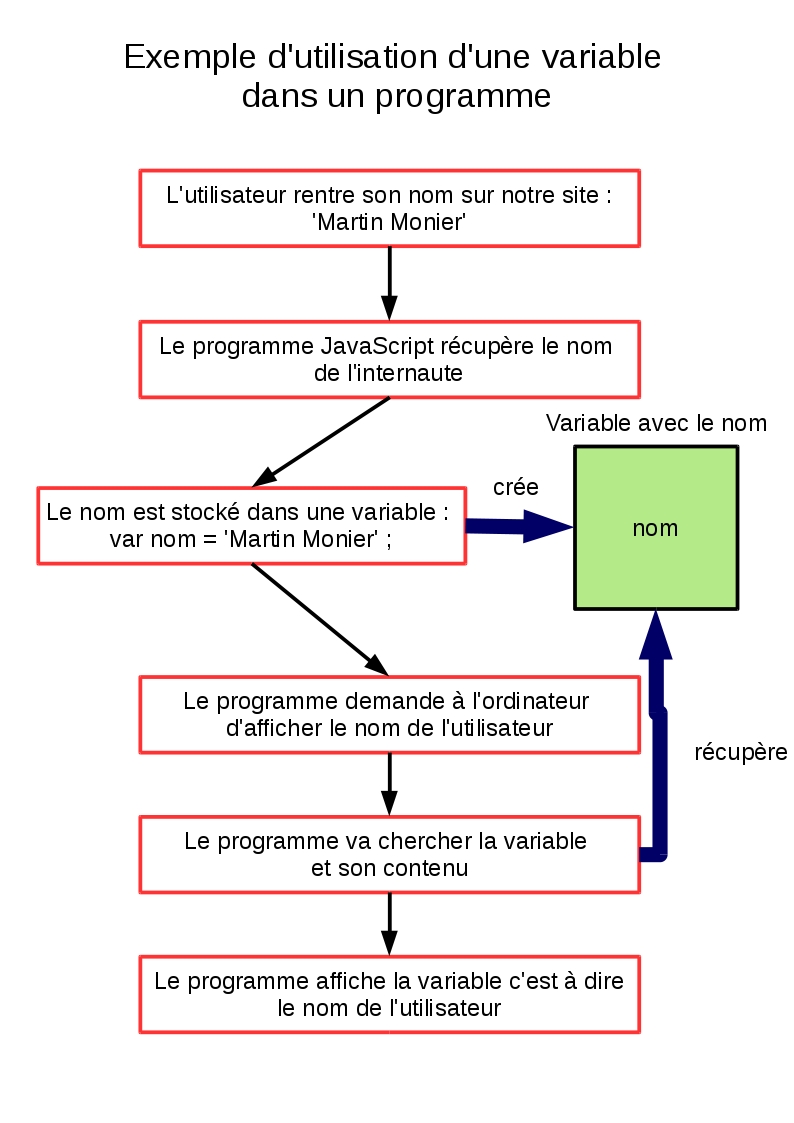 Exemple d'utilisation d'une variable
dans un programme
L'utilisateur rentre son nom sur notre site :
'Martin Monier'
Le programme JavaScript récupère le nom
de l'internaute
Variable avec le nom
crée
Le nom est stocké dans une variable :
var nom = 'Martin Monier' ;
nom
Le programme demande à l'ordinateur
d'afficher le nom de l'utilisateur
récupère
Le programme va chercher la variable
et son contenu
Le programme affiche la variable c'est à dire
le nom de l'utilisateur